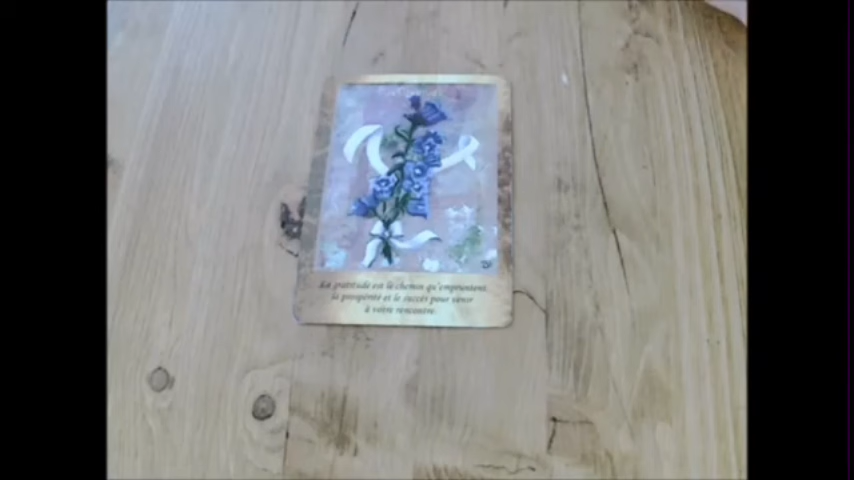 La gratitude est le chemin qu'empruntent
la prospérité et le succès pour venir
à votre rencontre.